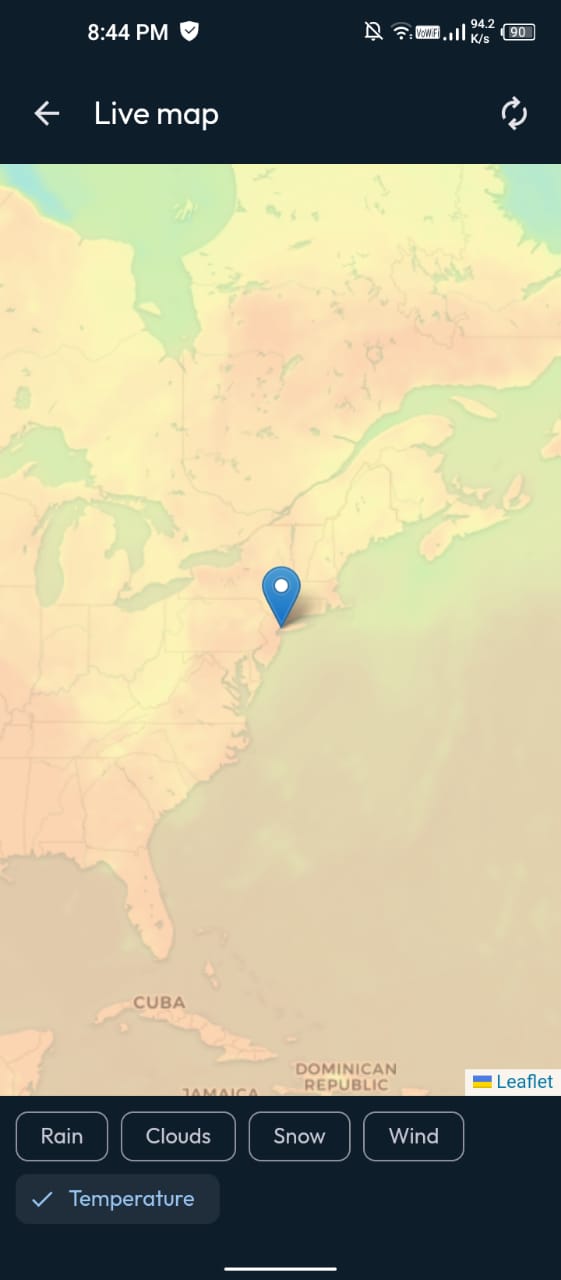 8:44 PM
VoWiFi
94.2
K/s
90
Live map
CUBA
DOMINICAN
REPUBLIC
JAMAICA
Leaflet
Rain
Clouds
Snow
Wind
Temperature